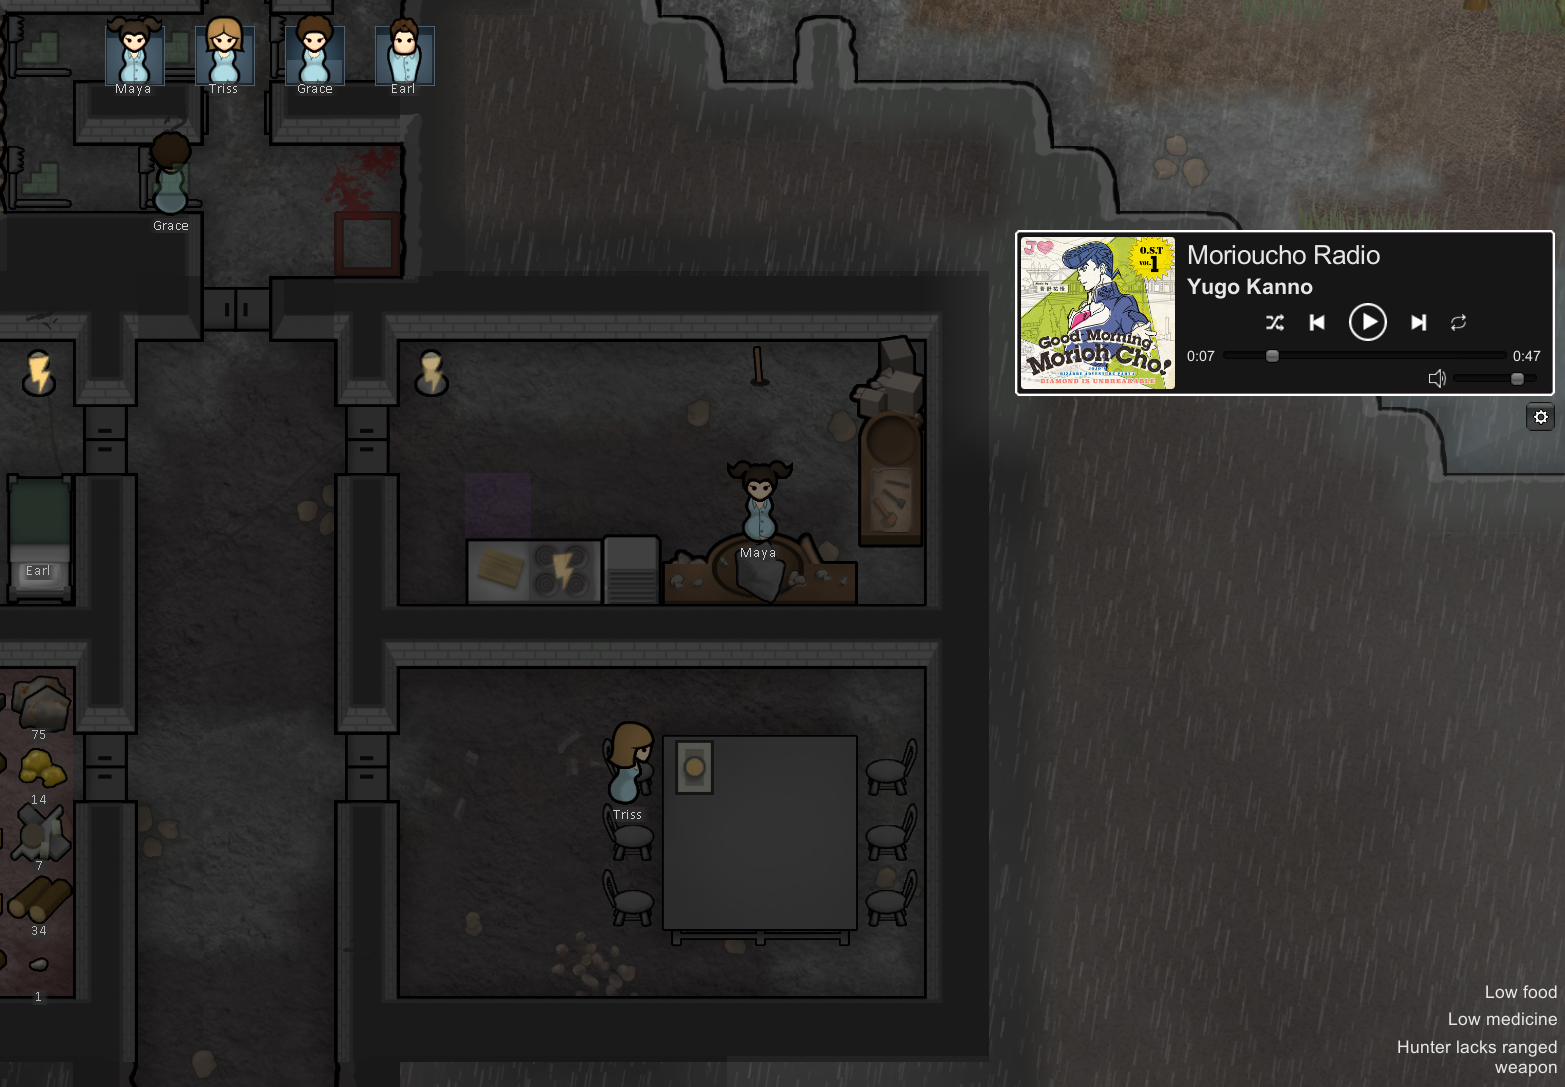 Maya
Triss
Grace
Earl
Grace
O.S.T
VOL.1
Good Morning
Morioh Cho!
DIAMOND IS UNBREAKABLE
Morioucho Radio
Yugo Kanno
0:07
0:47
Maya
Earl
75
14
7
34
1
Triss
Low food
Low medicine
Hunter lacks ranged
weapon